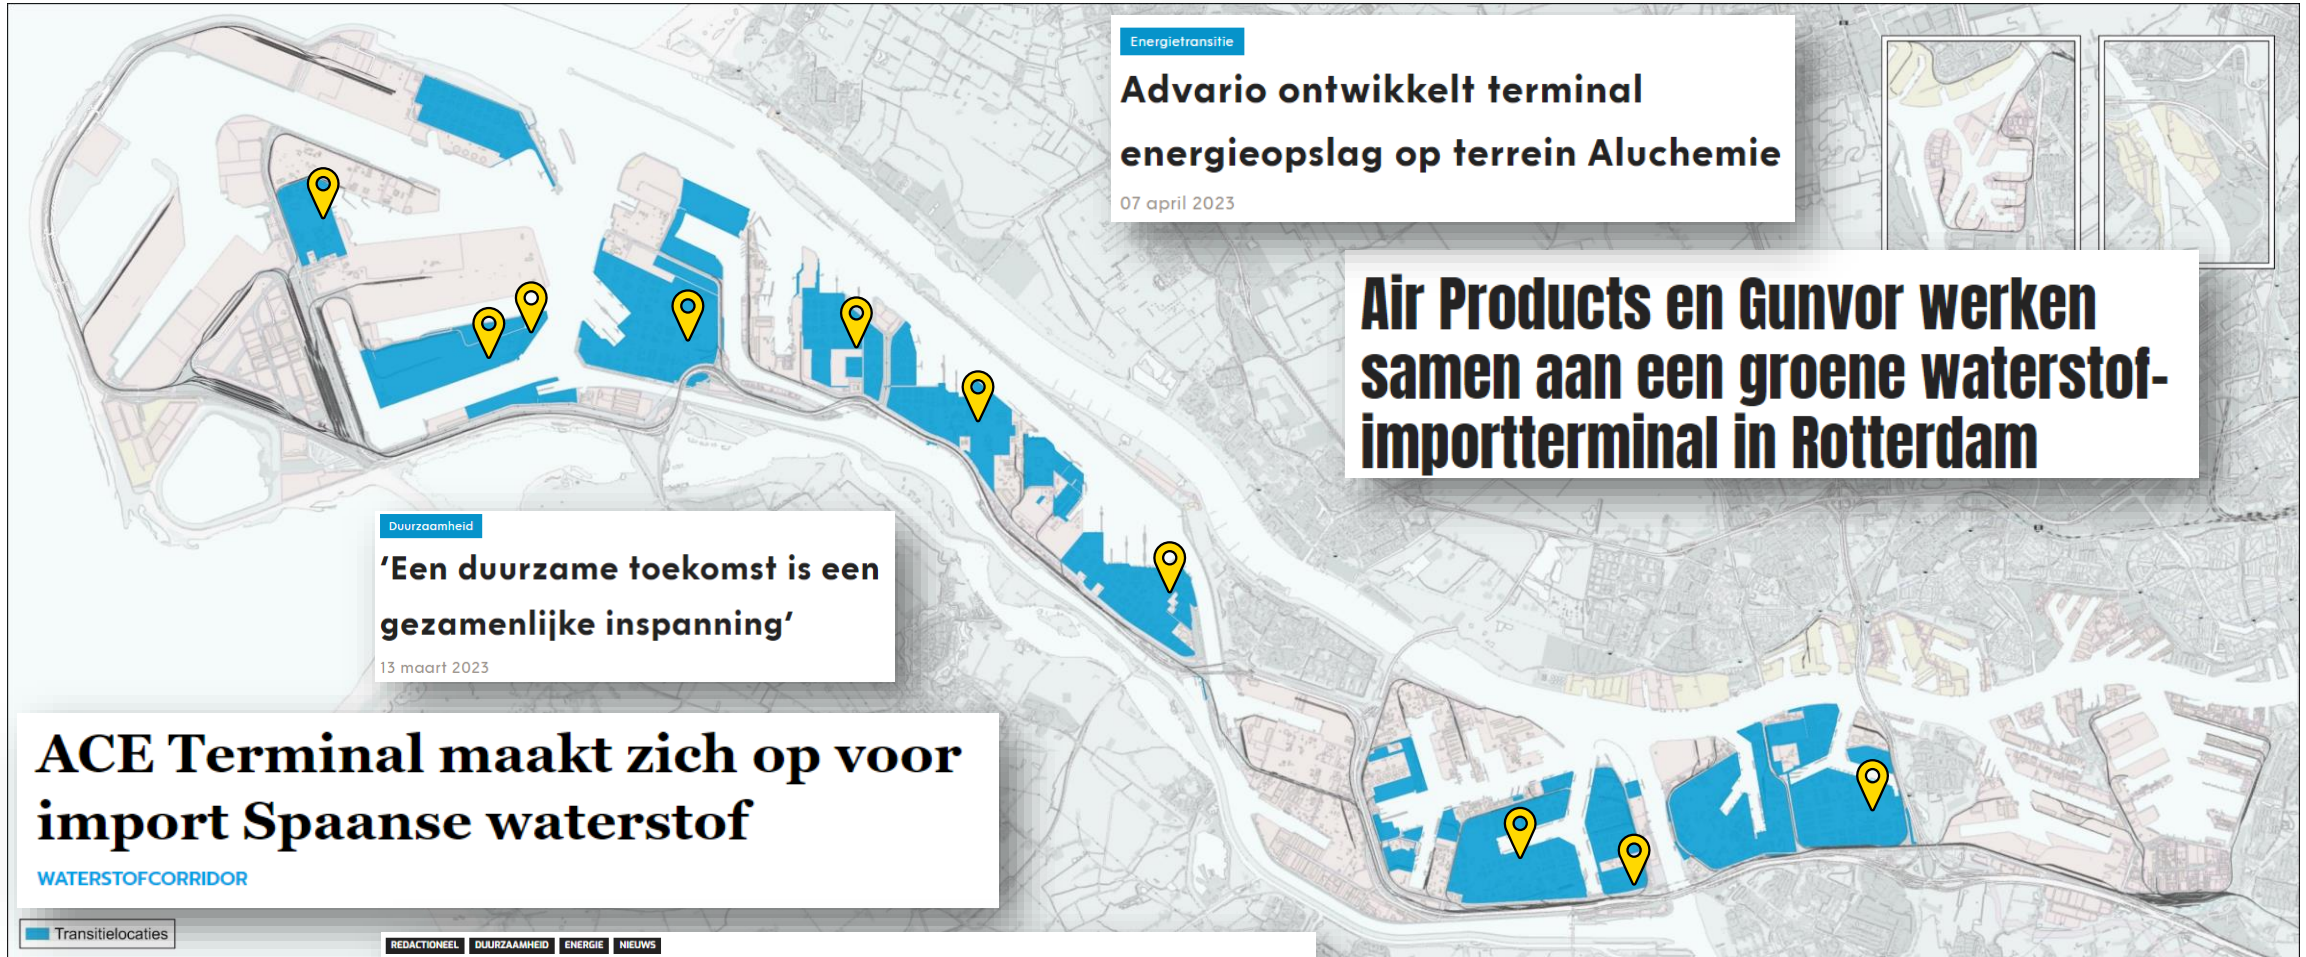 Energietransitie
Advario ontwikkelt terminal
energieopslag op terrein Aluchemie
07 april 2023
Air Products en Gunvor werken
samen aan een groene waterstof-
importterminal in Rotterdam
Duurzaamheid
‘Een duurzame toekomst is een
gezamenlijke inspanning’
13 maart 2023
ACE Terminal maakt zich op voor
import Spaanse waterstof
WATERSTOFCORRIDOR
Transitielocaties
REDACTIONEEL DUURZAAMHEID ENERGIE NIEUWS